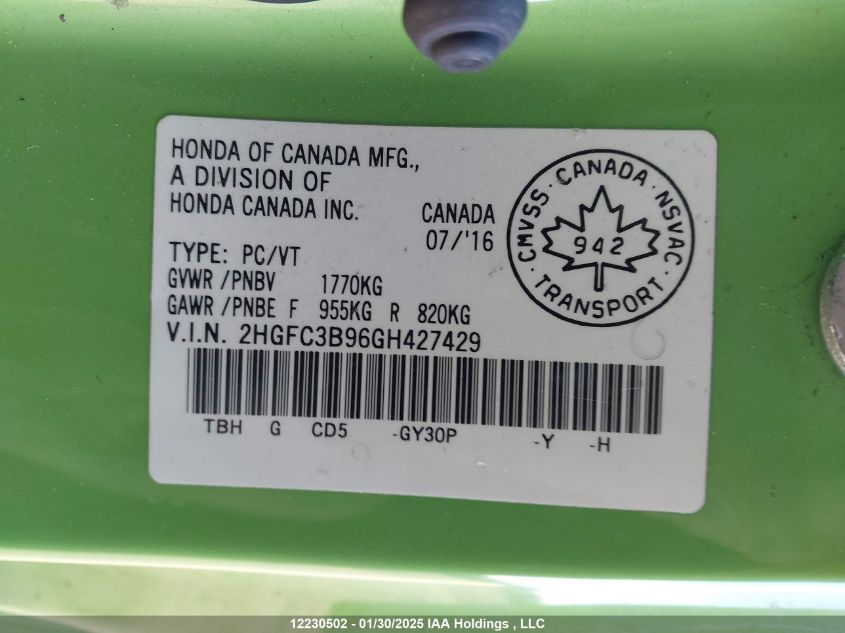 HONDA OF CANADA MFG.,
A DIVISION OF
HONDA CANADA INC.
CANADA
07/'16
TYPE: PC/VT
GVWR /PNBV 1770KG
GAWR /PNBE F 955KG R 820KG
V.I.N. 2HGFC3B96GH427429
TBH G CD5 -GY30P -Y -H
CMVSS · CANADA · NSVAC
942
· TRANSPORT ·
12230502 - 01/30/2025 IAA Holdings , LLC